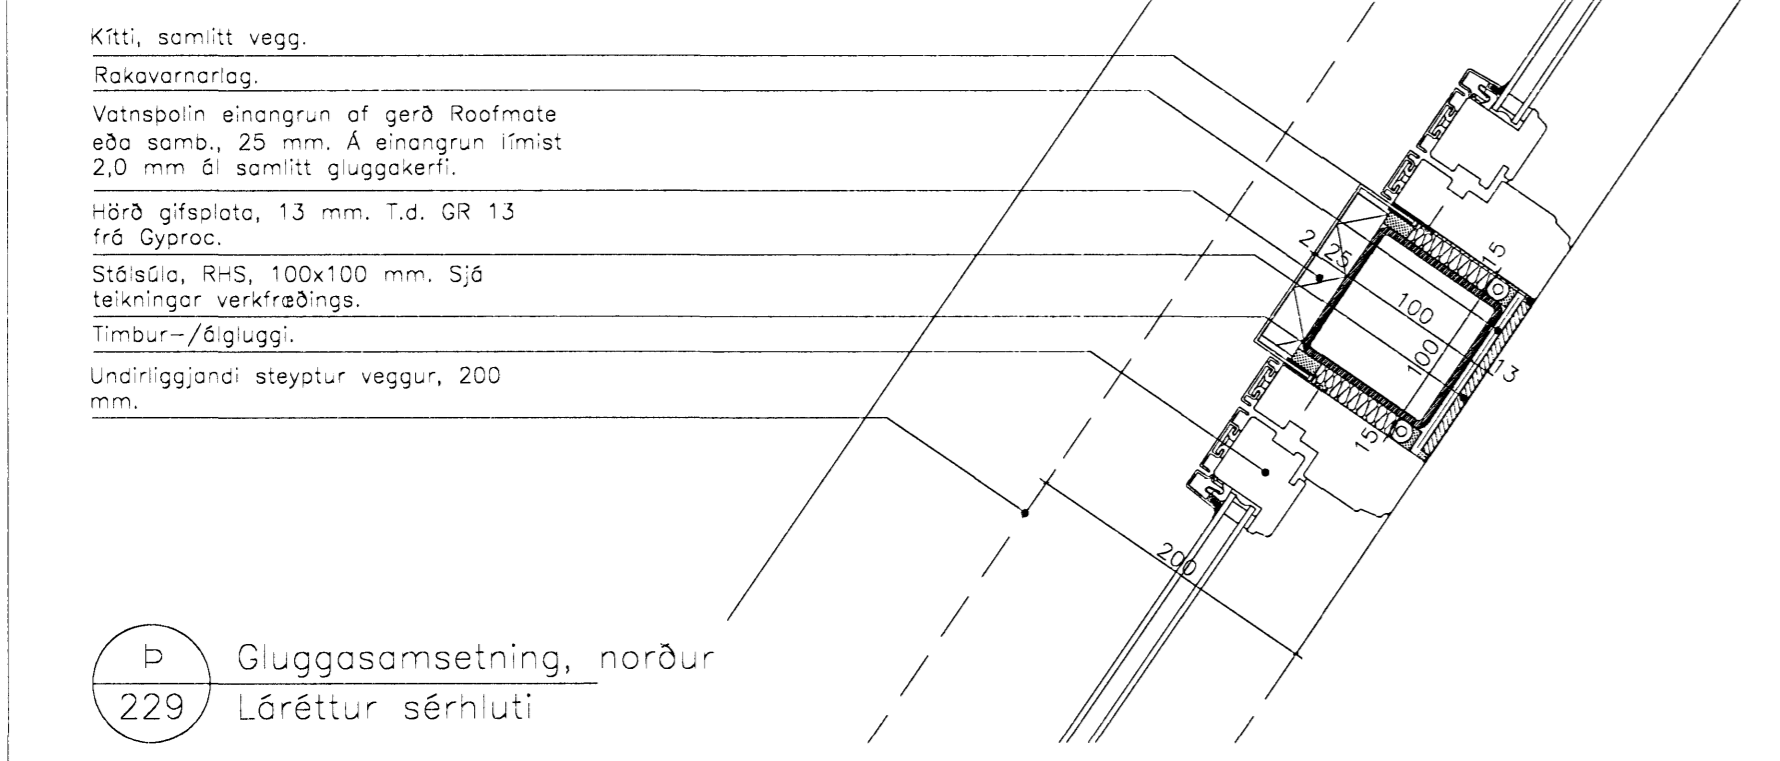 Kítti, samlitt vegg.
Rakavarnarlag.
Vatnsþolin einangrun af gerð Roofmate
eða samb., 25 mm. Á einangrun límist
2,0 mm ál samlitt gluggakerfi.
Hörð gifsplata, 13 mm. T.d. GR 13
frá Gyproc.
Stálsúla, RHS, 100x100 mm. Sjá
teikningar verkfræðings.
Timbur-/álgluggi.
Undirliggjandi steyptur veggur, 200
mm.
2
25
15
100
100
13
15
200
Þ
Gluggasamsetning, norður
229
Láréttur sérhluti